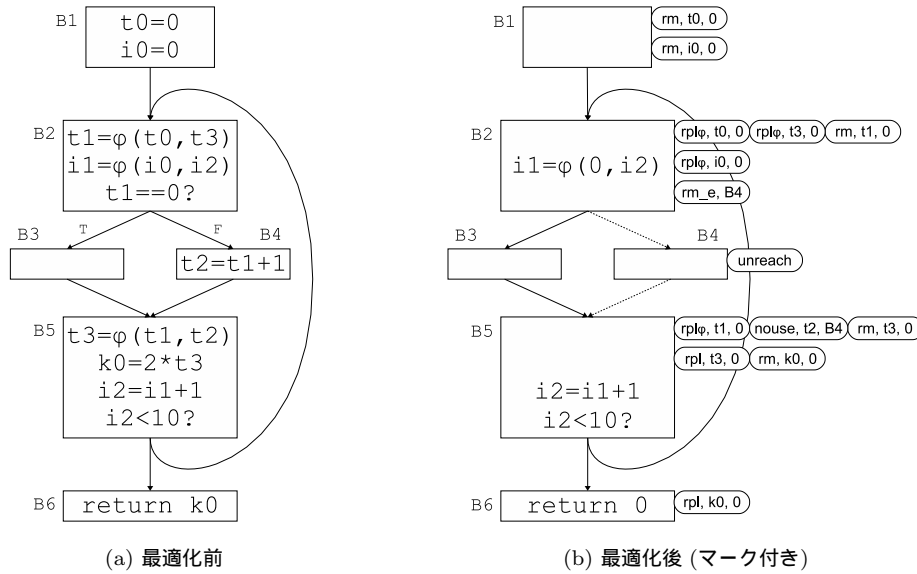 B1
t0=0
i0=0
B2
t1=φ(t0,t3)
i1=φ(i0,i2)
t1==0?
T
F
B3
B4
t2=t1+1
B5
t3=φ(t1,t2)
k0=2*t3
i2=i1+1
i2<10?
B6
return k0
(a) 最適化前
B1
rm, t0, 0
rm, i0, 0
B2
i1=φ(0,i2)
rplφ, t0, 0
rplφ, t3, 0
rm, t1, 0
rplφ, i0, 0
rm_e, B4
B3
B4
unreach
B5
i2=i1+1
i2<10?
rplφ, t1, 0
nouse, t2, B4
rm, t3, 0
rpl, t3, 0
rm, k0, 0
B6
return 0
rpl, k0, 0
(b) 最適化後 (マーク付き)